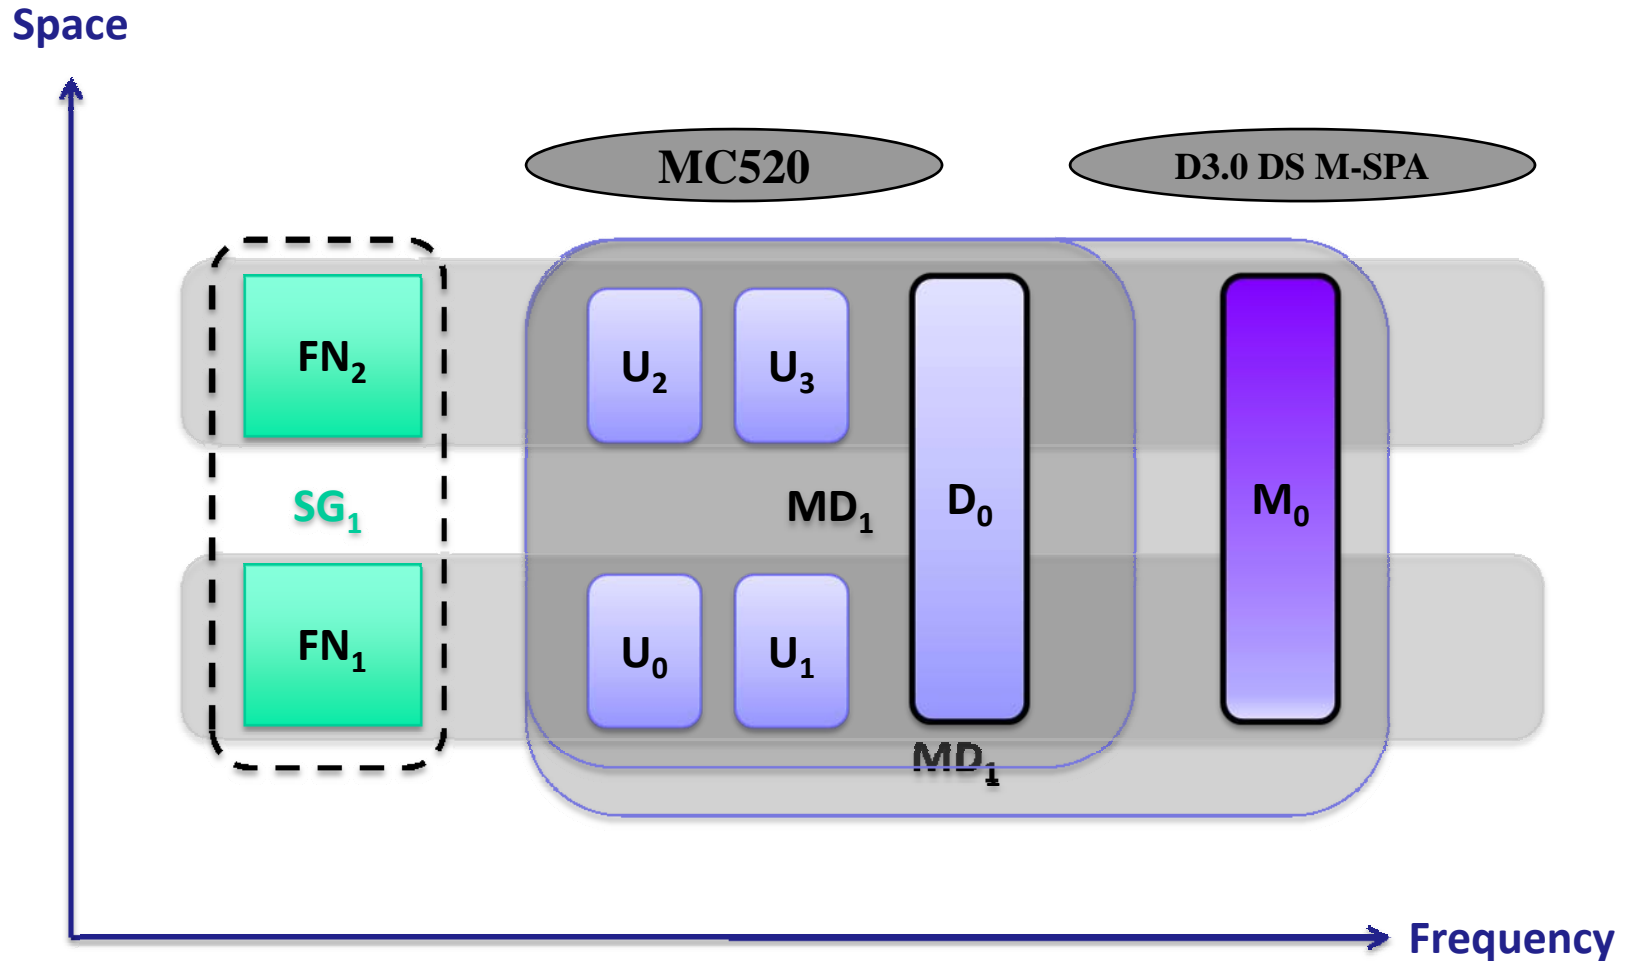 Space
MC520
D3.0 DS M-SPA
FN2
U2
U3
SG1
MD1
D0
M0
FN1
U0
U1
MD1
Frequency